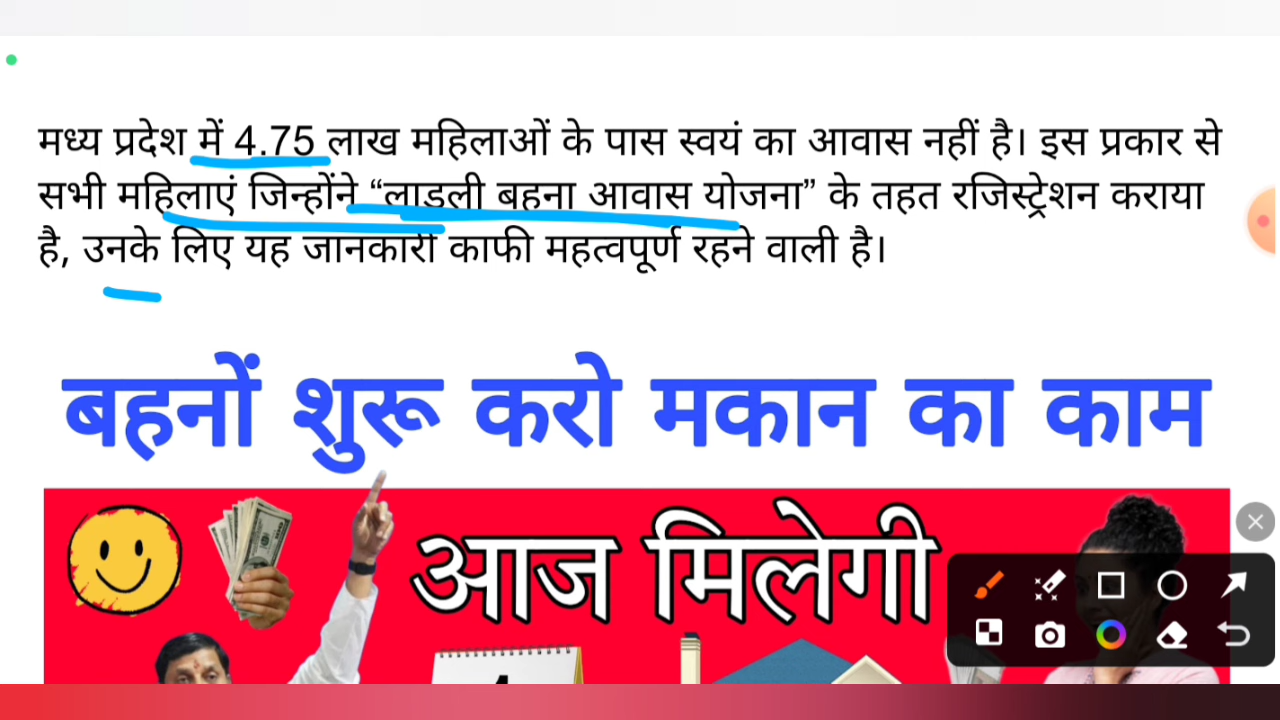 मध्य प्रदेश में 4.75 लाख महिलाओं के पास स्वयं का आवास नहीं है। इस प्रकार से
सभी महिलाएं जिन्होंने “लाडली बहना आवास योजना” के तहत रजिस्ट्रेशन कराया
है, उनके लिए यह जानकारी काफी महत्वपूर्ण रहने वाली है।
बहनों शुरू करो मकान का काम
आज मिलेगी